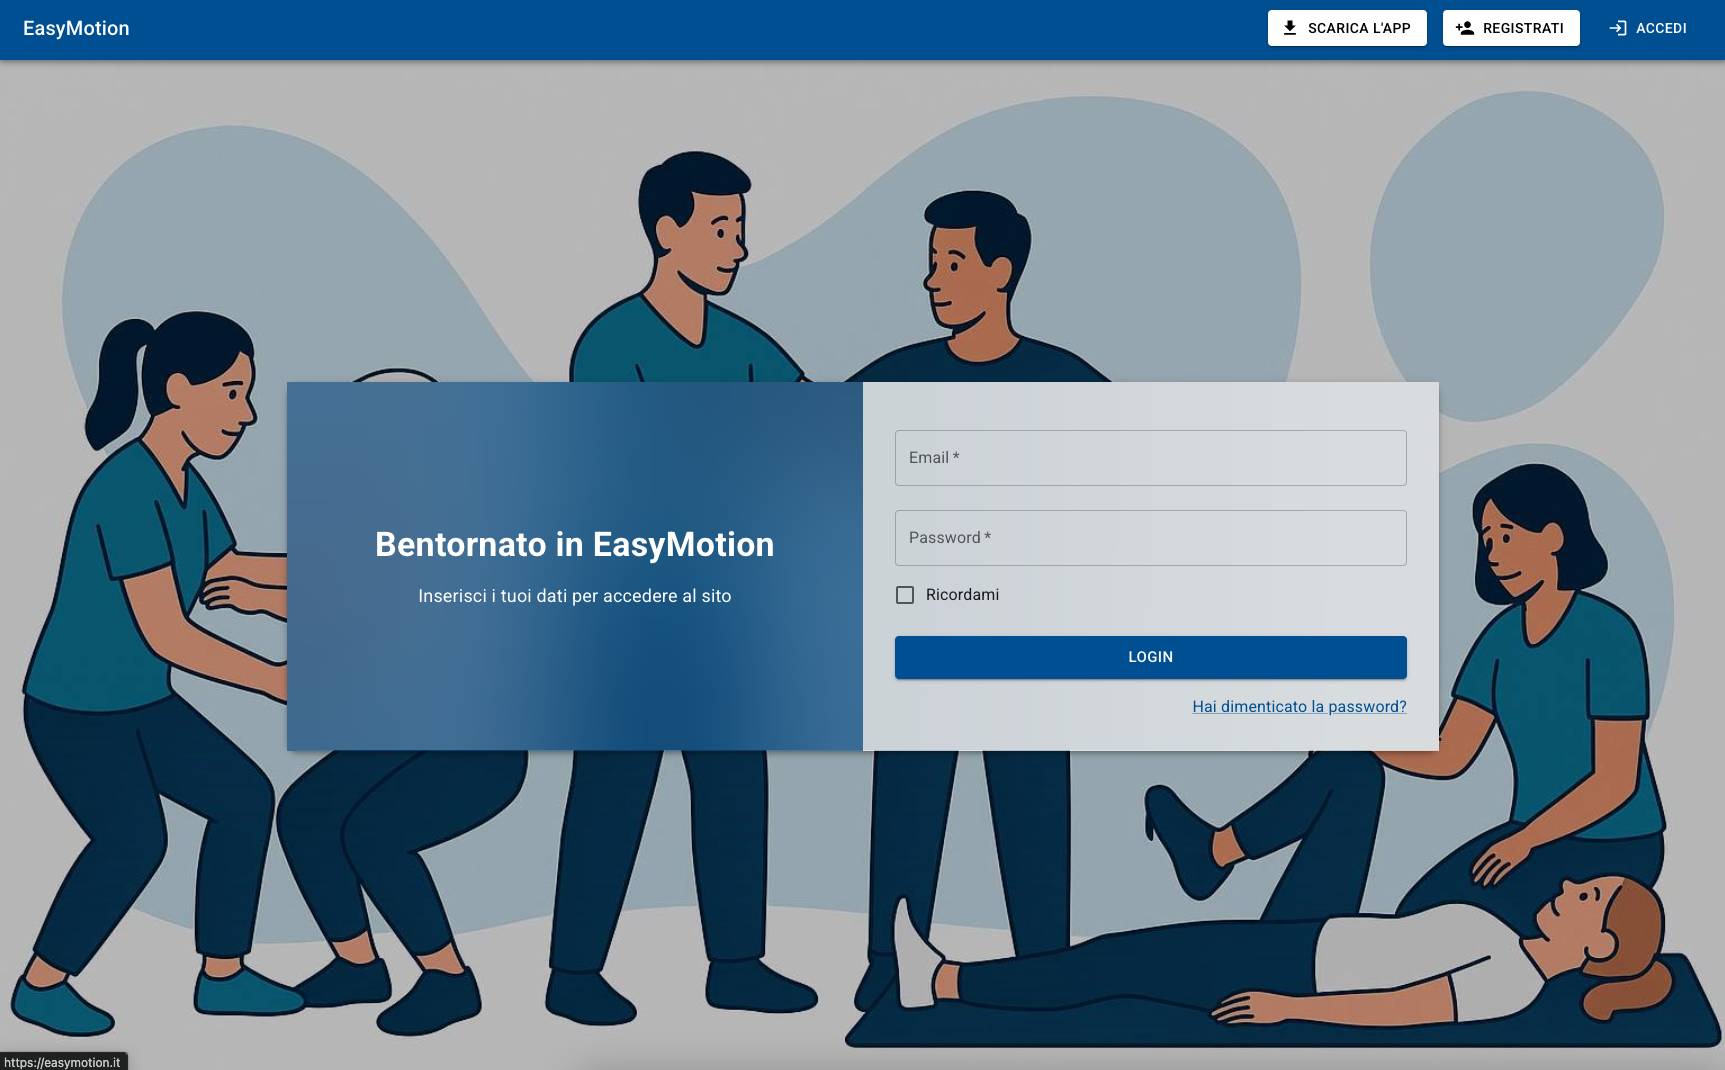 EasyMotion
SCARICA L'APP
REGISTRATI
ACCEDI
Bentornato in EasyMotion
Inserisci i tuoi dati per accedere al sito
Email *
Password *
Ricordami
LOGIN
Hai dimenticato la password?
https://easymotion.it